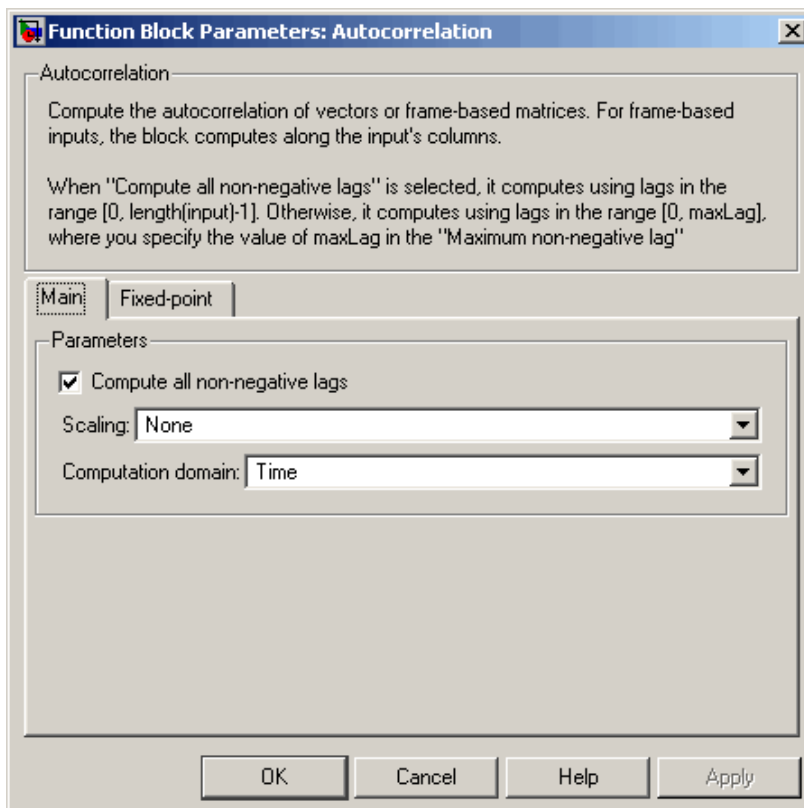 Function Block Parameters: Autocorrelation
Autocorrelation
Compute the autocorrelation of vectors or frame-based matrices. For frame-based
inputs, the block computes along the input's columns.
When "Compute all non-negative lags" is selected, it computes using lags in the
range [0, length(input)-1]. Otherwise, it computes using lags in the range [0, maxLag],
where you specify the value of maxLag in the "Maximum non-negative lag"
Main
Fixed-point
Parameters
Compute all non-negative lags
Scaling: None
Computation domain: Time
OK
Cancel
Help
Apply